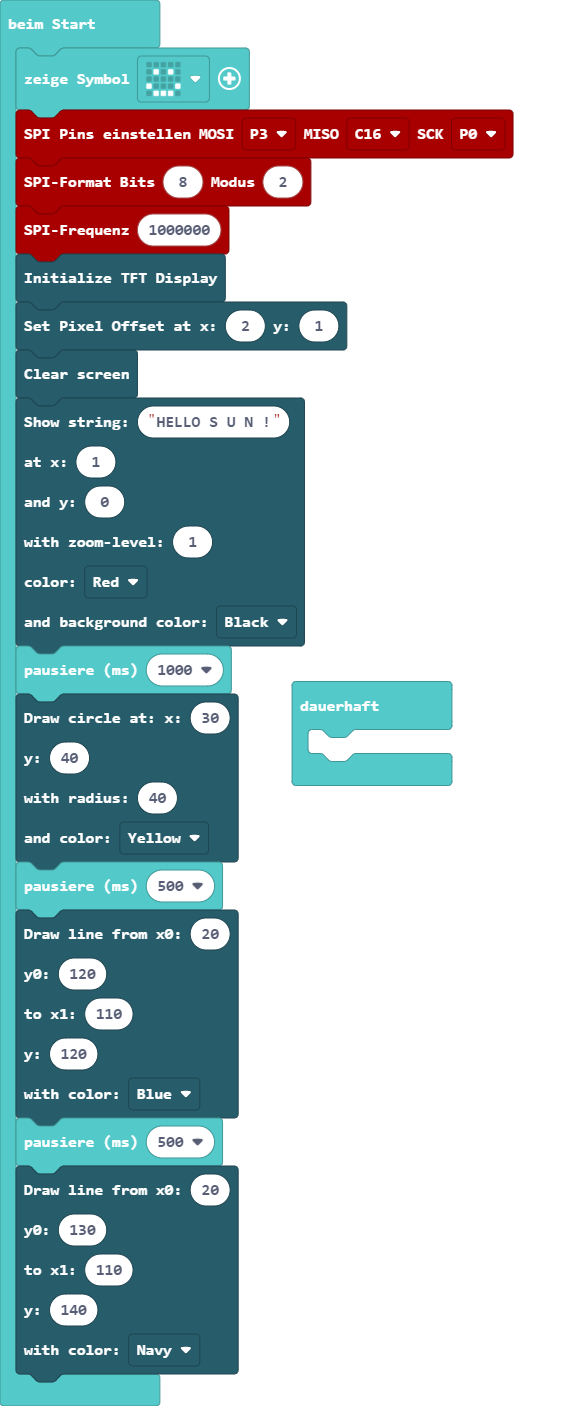 beim Start
zeige Symbol
SPI Pins einstellen MOSI P3 MISO C16 SCK P0
SPI-Format Bits 8 Modus 2
SPI-Frequenz 1000000
Initialize TFT Display
Set Pixel Offset at x: 2 y: 1
Clear screen
Show string: "HELLO S U N !"
at x: 1
and y: 0
with zoom-level: 1
color: Red
and background color: Black
pausiere (ms) 1000
Draw circle at: x: 30
y: 40
with radius: 40
and color: Yellow
pausiere (ms) 500
Draw line from x0: 20
y0: 120
to x1: 110
y: 120
with color: Blue
pausiere (ms) 500
Draw line from x0: 20
y0: 130
to x1: 110
y: 140
with color: Navy
dauerhaft